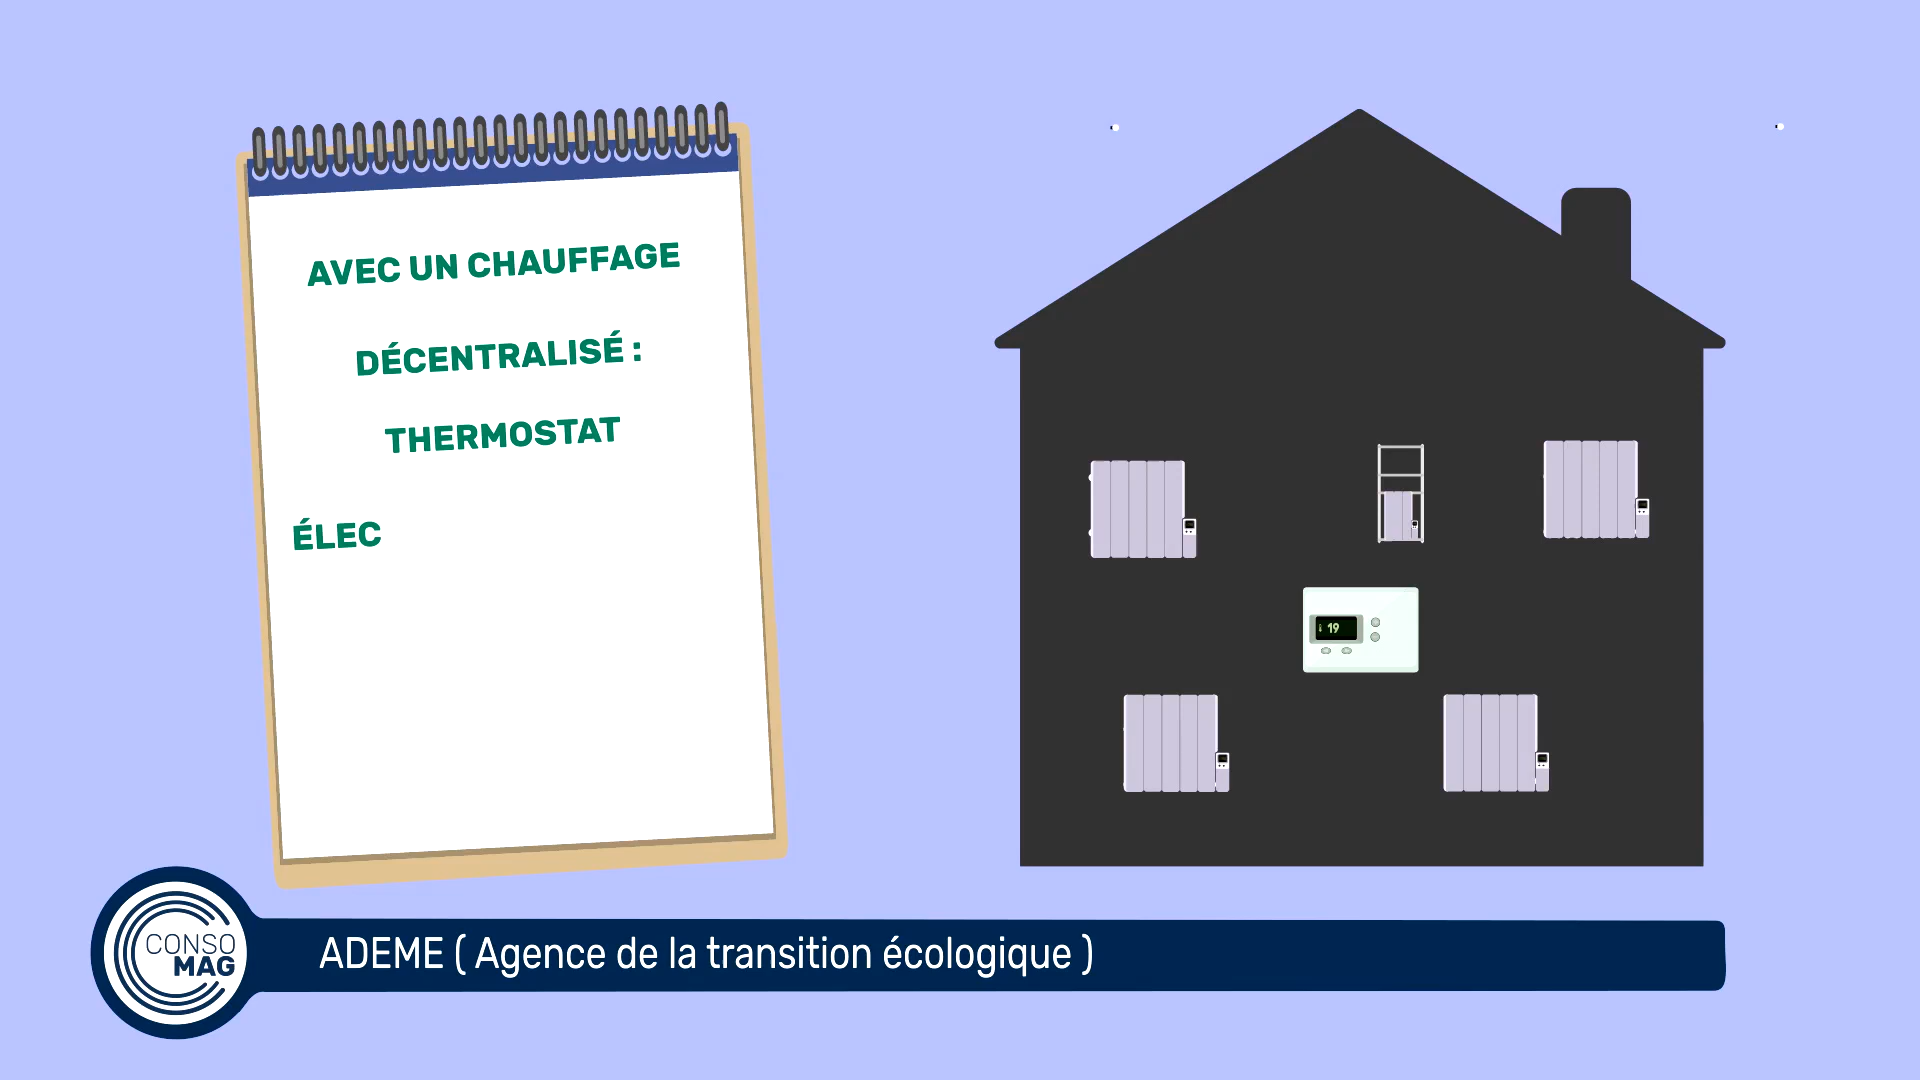 AVEC UN CHAUFFAGE
DÉCENTRALISÉ :
THERMOSTAT
ÉLEC
19
CONSO
MAG
ADEME ( Agence de la transition écologique )